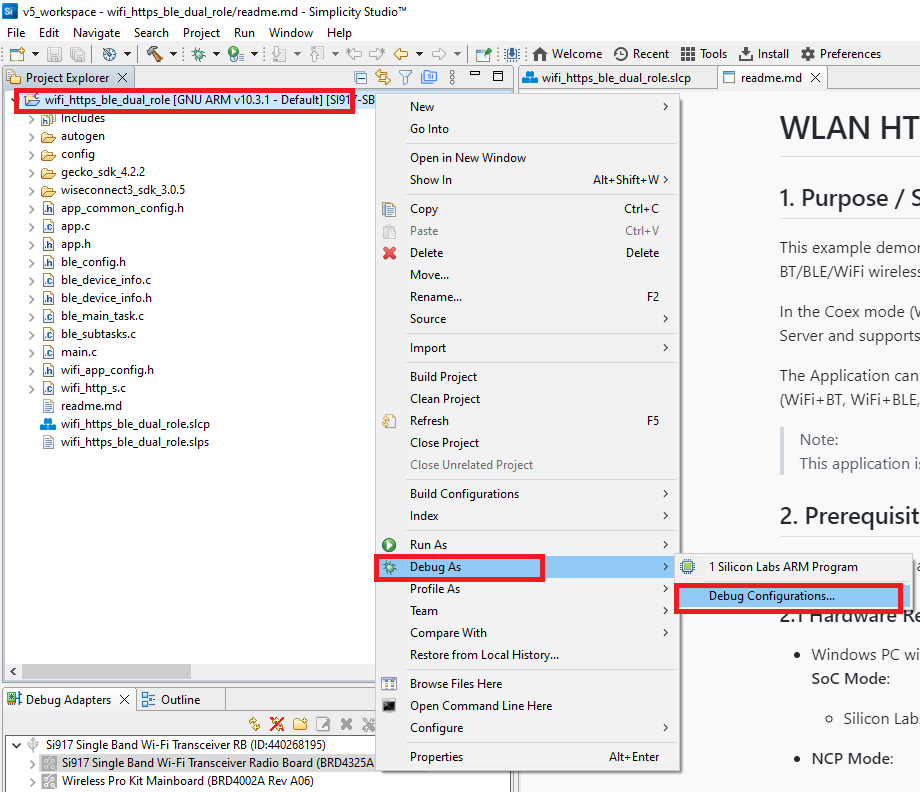 v5_workspace - wifi_https_ble_dual_role/readme.md - Simplicity Studio™
File Edit Navigate Search Project Run Window Help
Welcome Recent Tools Install Preferences
Project Explorer
wifi_https_ble_dual_role.slcp readme.md
wifi_https_ble_dual_role [GNU ARM v10.3.1 - Default] [SI917-SB
Includes
autogen
config
gecko_sdk_4.2.2
wiseconnect3_sdk_3.0.5
app_common_config.h
app.c
app.h
ble_config.h
ble_device_info.c
ble_device_info.h
ble_main_task.c
ble_subtasks.c
main.c
wifi_app_config.h
wifi_http_s.c
readme.md
wifi_https_ble_dual_role.slcp
wifi_https_ble_dual_role.slps
New
Go Into
Open in New Window
Show In Alt+Shift+W
Copy Ctrl+C
Paste Ctrl+V
Delete Delete
Move...
Rename... F2
Source
Import
Build Project
Clean Project
Refresh F5
Close Project
Close Unrelated Project
Build Configurations
Index
Run As
Debug As
Profile As
Team
Compare With
Restore from Local History...
Browse Files Here
Open Command Line Here
Configure
Properties Alt+Enter
1 Silicon Labs ARM Program
Debug Configurations...
WLAN HT
1. Purpose / S
This example demor
BT/BLE/WiFi wireless
In the Coex mode (W
Server and supports
The Application can
(WiFi+BT, WiFi+BLE,
Note:
This application is
2. Prerequisit
2.1 Hardware Re
Windows PC wi
SoC Mode:
Silicon Lab
NCP Mode:
Debug Adapters Outline
Si917 Single Band Wi-Fi Transceiver RB (ID:440268195)
Si917 Single Band Wi-Fi Transceiver Radio Board (BRD4325A
Wireless Pro Kit Mainboard (BRD4002A Rev A06)